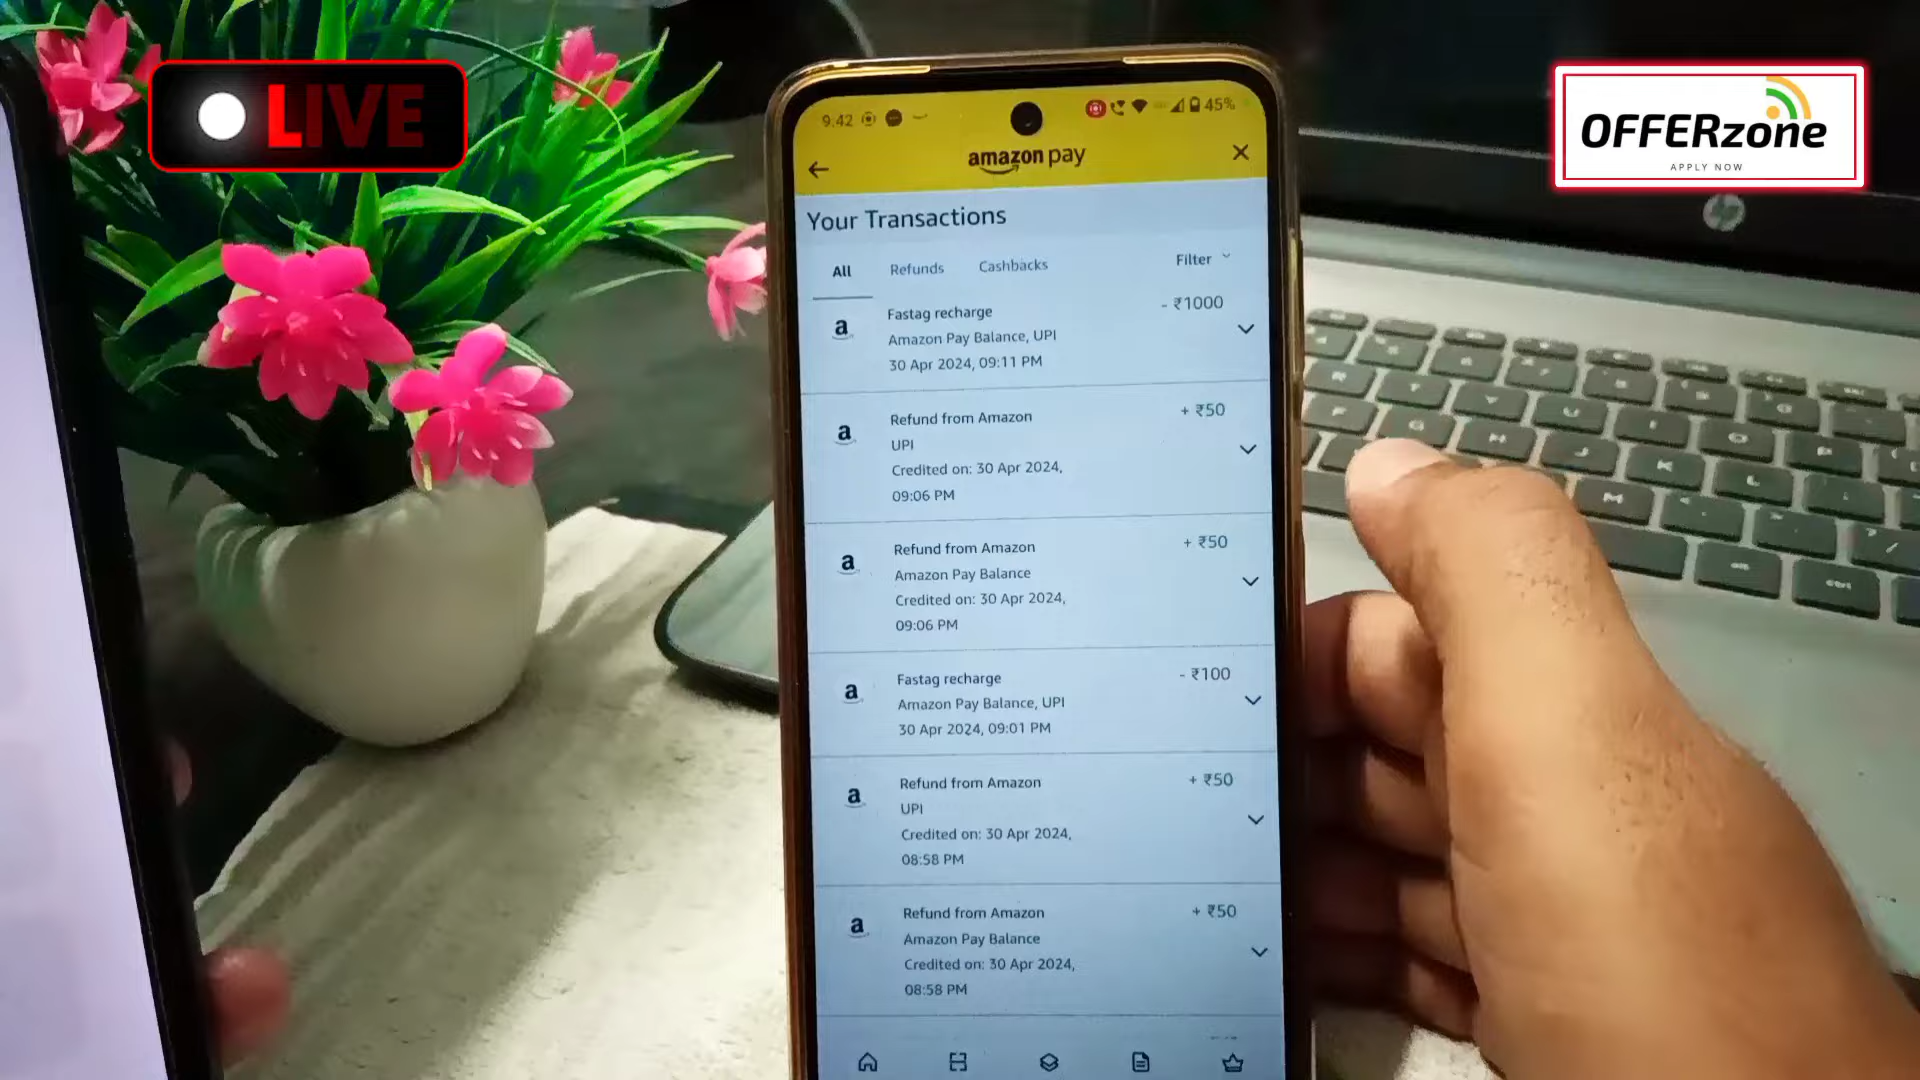 LIVE
OFFERzone
APPLY NOW
9.42
45%
amazon pay
Your Transactions
All
Refunds
Cashbacks
Filter
Fastag recharge
- ₹1000
Amazon Pay Balance, UPI
30 Apr 2024, 09:11 PM
Refund from Amazon
+ ₹50
UPI
Credited on: 30 Apr 2024,
09:06 PM
Refund from Amazon
+ ₹50
Amazon Pay Balance
Credited on: 30 Apr 2024,
09:06 PM
Fastag recharge
- ₹100
Amazon Pay Balance, UPI
30 Apr 2024, 09:01 PM
Refund from Amazon
+ ₹50
UPI
Credited on: 30 Apr 2024,
08:58 PM
Refund from Amazon
+ ₹50
Amazon Pay Balance
Credited on: 30 Apr 2024,
08:58 PM
hp